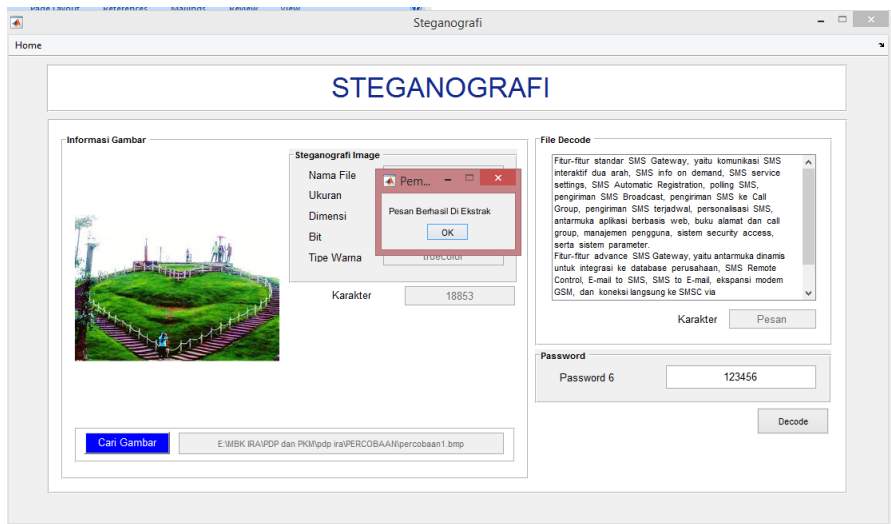 Page Layout References Mailings Review View
Steganografi
Home
STEGANOGRAFI
Informasi Gambar
Steganografi Image
Nama File
Ukuran
Dimensi
Bit
Tipe Warna
truecolor
Karakter
18853
Pem...
Pesan Berhasil Di Ekstrak
OK
Cari Gambar
E:\MBK IRA\PDP dan PKM\pdp ira\PERCOBAAN\percobaan1.bmp
File Decode
Fitur-fitur standar SMS Gateway, yaitu komunikasi SMS
interaktif dua arah, SMS info on demand, SMS service
settings, SMS Automatic Registration, polling SMS,
pengiriman SMS Broadcast, pengiriman SMS ke Call
Group, pengiriman SMS terjadwal, personalisasi SMS,
antarmuka aplikasi berbasis web, buku alamat dan call
group, manajemen pengguna, sistem security access,
serta sistem parameter.
Fitur-fitur advance SMS Gateway, yaitu antarmuka dinamis
untuk integrasi ke database perusahaan, SMS Remote
Control, E-mail to SMS, SMS to E-mail, ekspansi modem
GSM, dan koneksi langsung ke SMSC via
Karakter
Pesan
Password
Password 6
123456
Decode